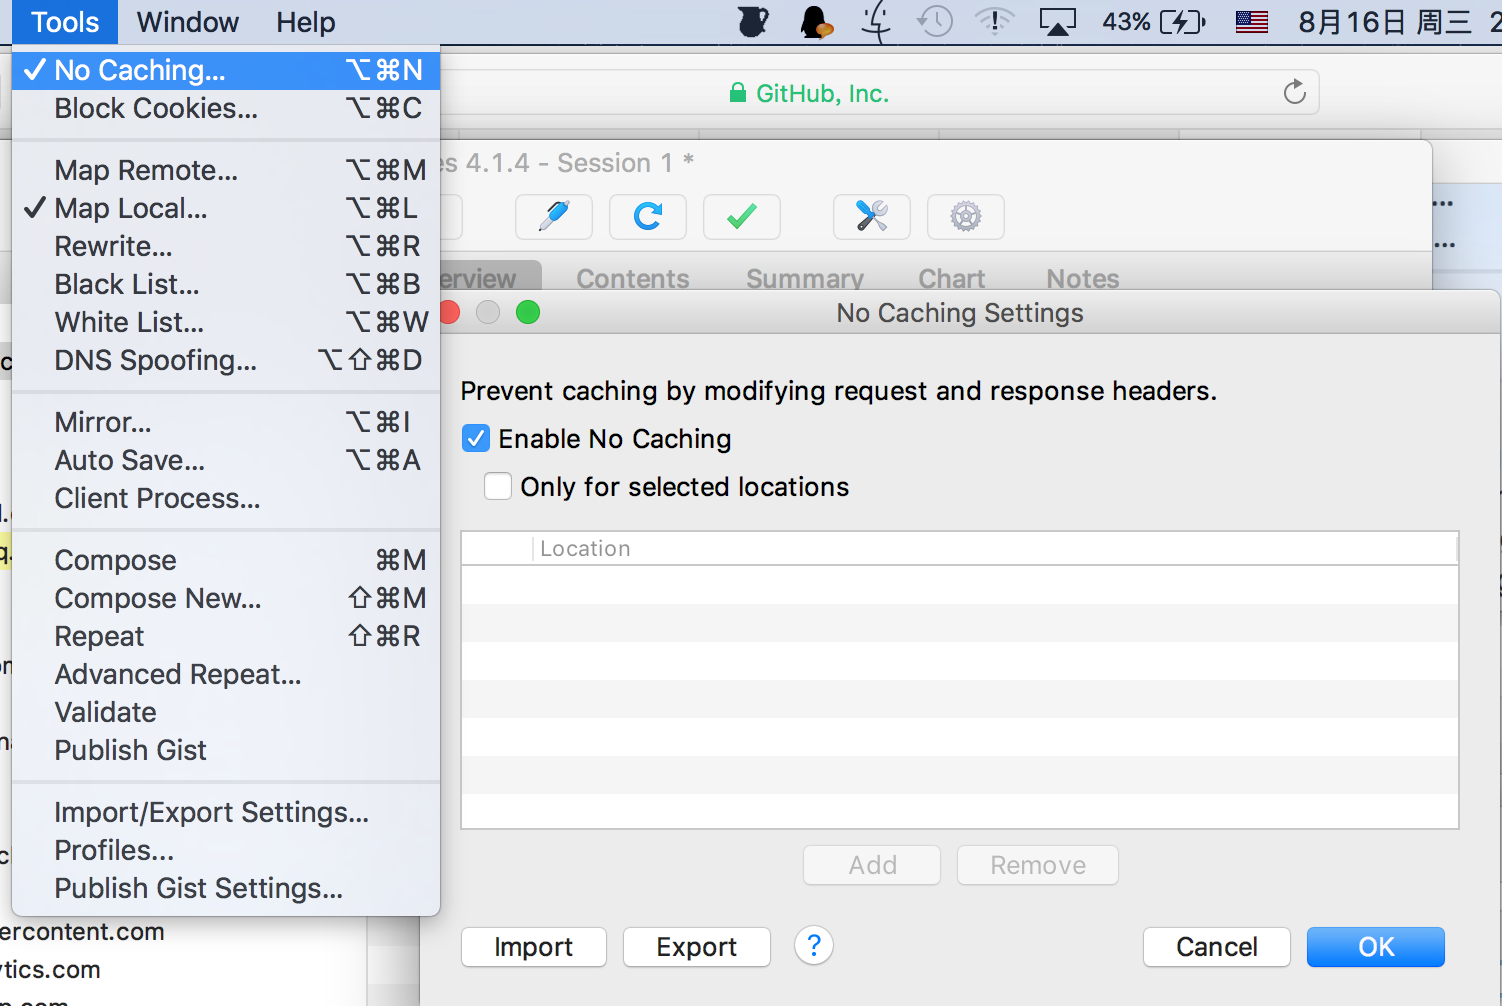 Tools Window Help 43% 8月16日 周三 2
✓ No Caching... ⌥⌘N
Block Cookies... ⌥⌘C
Map Remote... ⌥⌘M
✓ Map Local... ⌥⌘L
Rewrite... ⌥⌘R
Black List... ⌥⌘B
White List... ⌥⌘W
DNS Spoofing... ⌥⇧⌘D
Mirror... ⌥⌘I
Auto Save... ⌥⌘A
Client Process...
Compose ⌘M
Compose New... ⇧⌘M
Repeat ⇧⌘R
Advanced Repeat...
Validate
Publish Gist
Import/Export Settings...
Profiles...
Publish Gist Settings...
ercontent.com
tics.com
GitHub, Inc.
es 4.1.4 - Session 1 *
erview Contents Summary Chart Notes
No Caching Settings
Prevent caching by modifying request and response headers.
Enable No Caching
Only for selected locations
Location
Add Remove
Import Export ? Cancel OK